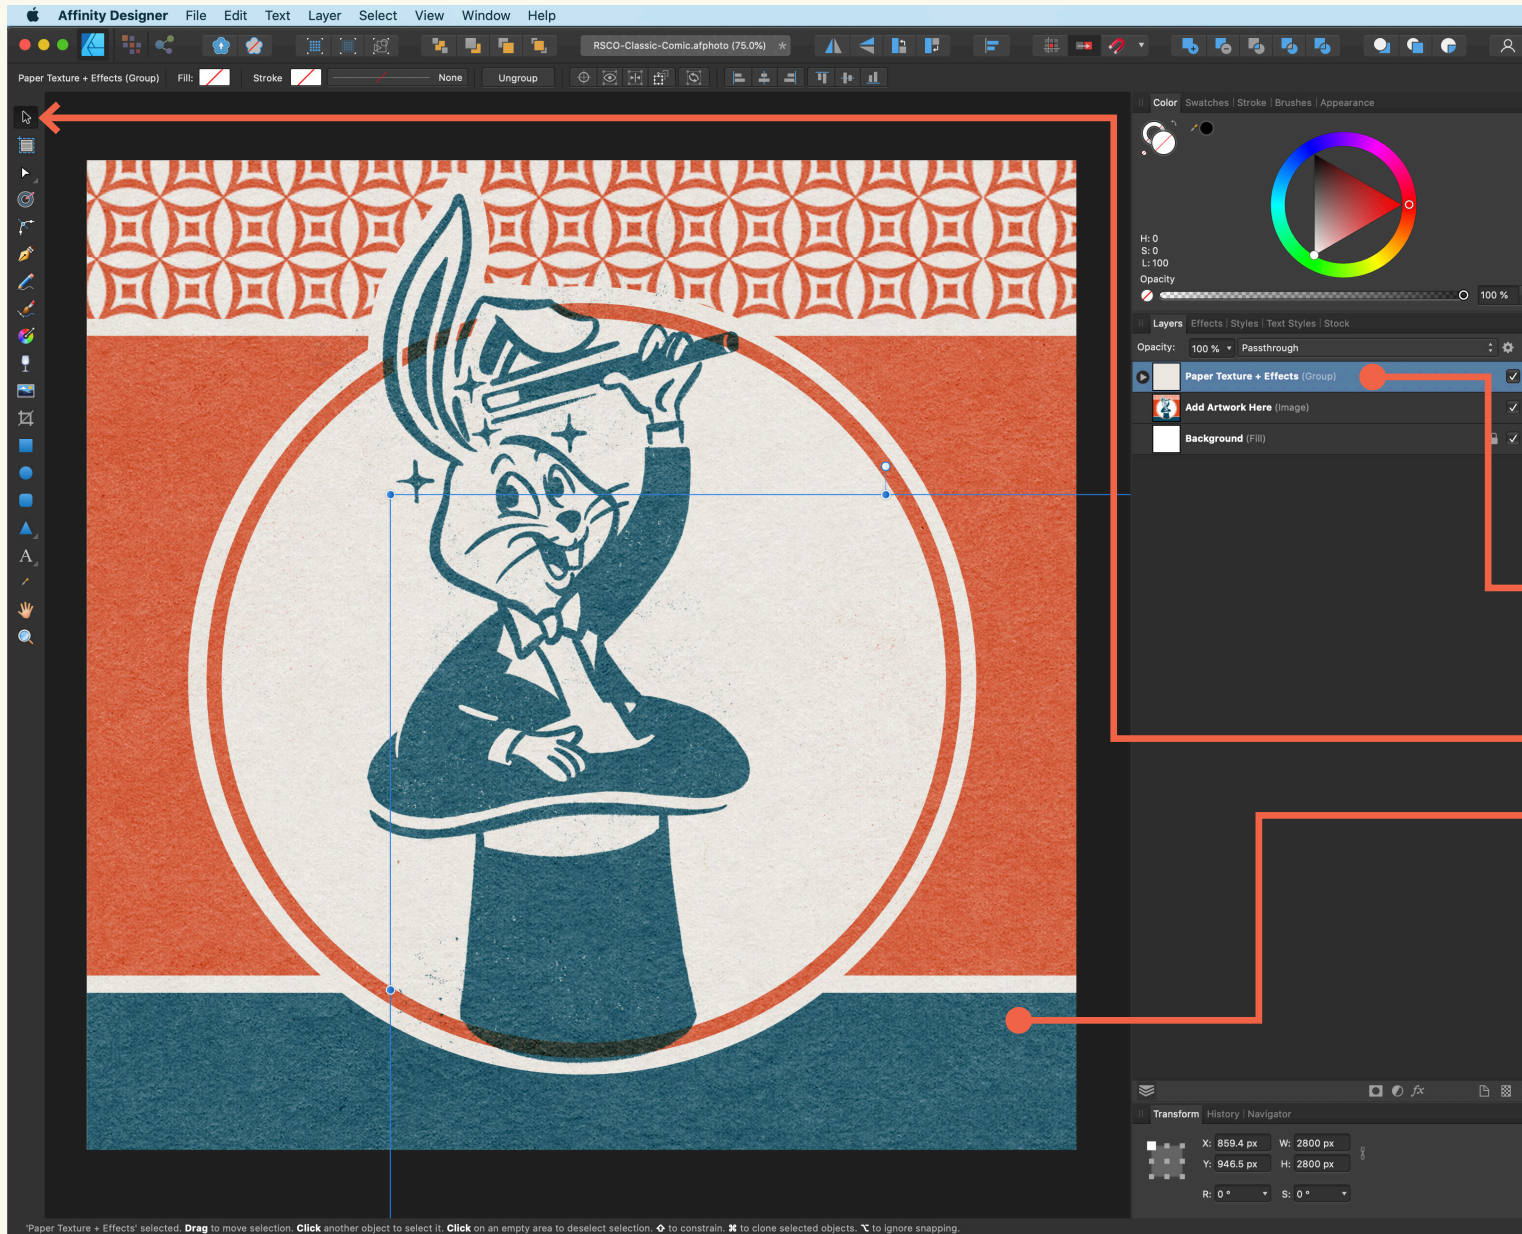 Affinity Designer File Edit Text Layer Select View Window Help
RSCO-Classic-Comic.afphoto (75.0%)
Paper Texture + Effects (Group) Fill: Stroke None Ungroup
Color Swatches | Stroke | Brushes | Appearance
H: 0
S: 0
L: 100
Opacity
100 %
Layers Effects | Styles | Text Styles | Stock
Opacity: 100 % Passthrough
Paper Texture + Effects (Group)
Add Artwork Here (Image)
Background (Fill)
A
fx
Transform History | Navigator
X: 859.4 px W: 2800 px
Y: 946.5 px H: 2800 px
R: 0 ° S: 0 °
'Paper Texture + Effects' selected. Drag to move selection. Click another object to select it. Click on an empty area to deselect selection. ⇧ to constrain. ⌘ to clone selected objects. ⌥ to ignore snapping.